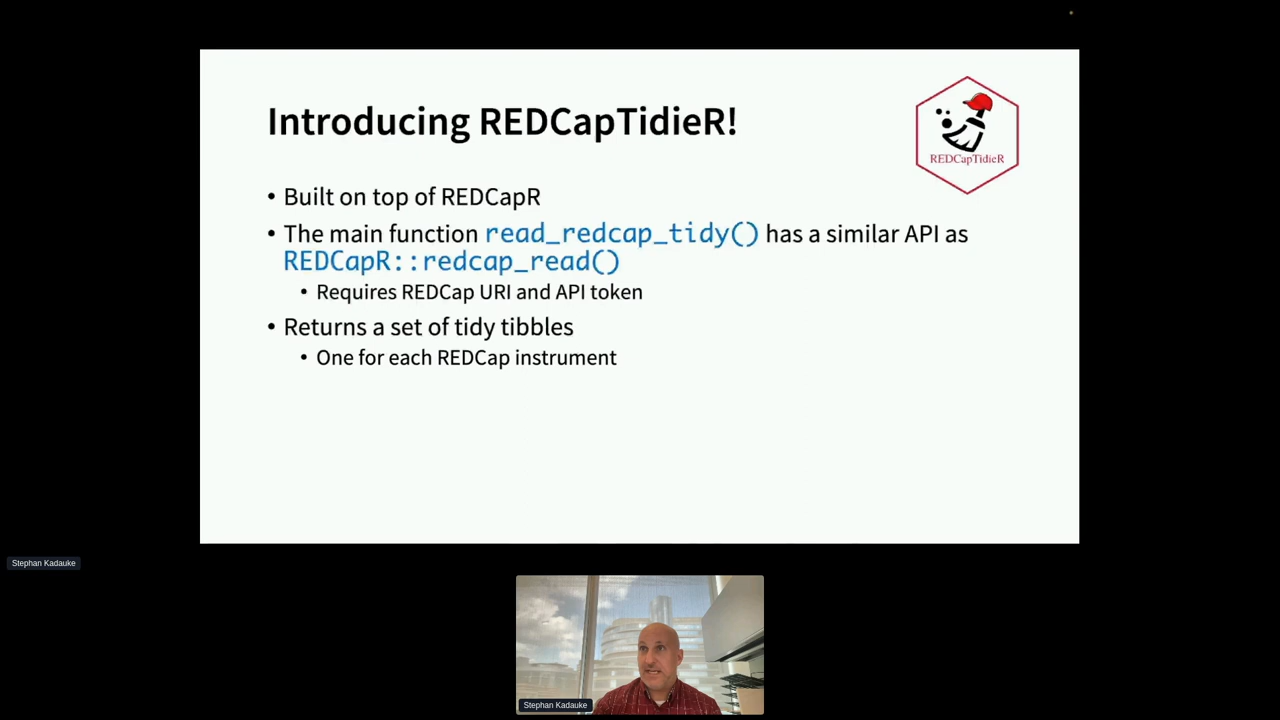 Introducing REDCapTidieR!
REDCapTidieR
• Built on top of REDCapR
• The main function read_redcap_tidy() has a similar API as
REDCapR::redcap_read()
• Requires REDCap URI and API token
• Returns a set of tidy tibbles
• One for each REDCap instrument
Stephan Kadauke
Stephan Kadauke